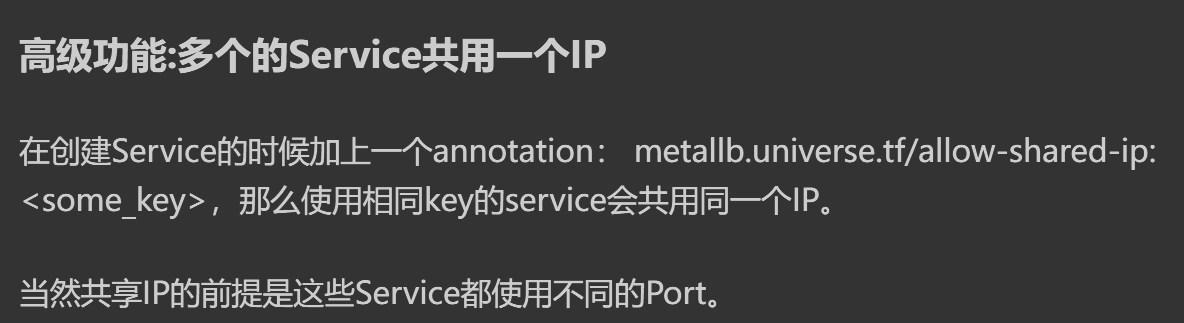 高级功能:多个的Service共用一个IP
在创建Service的时候加上一个annotation： metallb.universe.tf/allow-shared-ip:
<some_key>，那么使用相同key的service会共用同一个IP。
当然共享IP的前提是这些Service都使用不同的Port。